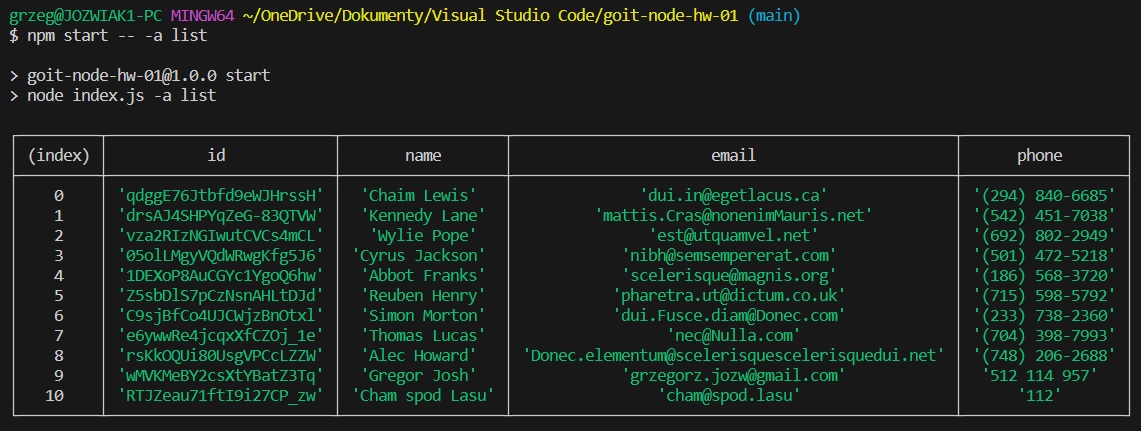 grzeg@JOZWIAK1-PC MINGW64 ~/OneDrive/Dokumenty/Visual Studio Code/goit-node-hw-01 (main)
$ npm start -- -a list
> goit-node-hw-01@1.0.0 start
> node index.js -a list
(index) id name email phone
0 'qdggE76Jtbfd9eWJHrssH' 'Chaim Lewis' 'dui.in@egetlacus.ca' '(294) 840-6685'
1 'drsAJ4SHPYqZeG-83QTVW' 'Kennedy Lane' 'mattis.Cras@nonenimMauris.net' '(542) 451-7038'
2 'vza2RIzNGIwutCVCs4mCL' 'Wylie Pope' 'est@utquamvel.net' '(692) 802-2949'
3 '05olLMgyVQdWRwgKfg5J6' 'Cyrus Jackson' 'nibh@semsempererat.com' '(501) 472-5218'
4 '1DEXoP8AuCGYc1YgoQ6hw' 'Abbot Franks' 'scelerisque@magnis.org' '(186) 568-3720'
5 'Z5sbDlS7pCzNsnAHLtDJd' 'Reuben Henry' 'pharetra.ut@dictum.co.uk' '(715) 598-5792'
6 'C9sjBfCo4UJCWjzBnOtxl' 'Simon Morton' 'dui.Fusce.diam@Donec.com' '(233) 738-2360'
7 'e6ywwRe4jcqxXfCZOj_1e' 'Thomas Lucas' 'nec@Nulla.com' '(704) 398-7993'
8 'rsKkOQUi80UsgVPCcLZZW' 'Alec Howard' 'Donec.elementum@scelerisquescelerisquedui.net' '(748) 206-2688'
9 'wMVKMeBY2csXtYBatZ3Tq' 'Gregor Josh' 'grzegorz.jozw@gmail.com' '512 114 957'
10 'RTJZeau71ftI9i27CP_zw' 'Cham spod Lasu' 'cham@spod.lasu' '112'